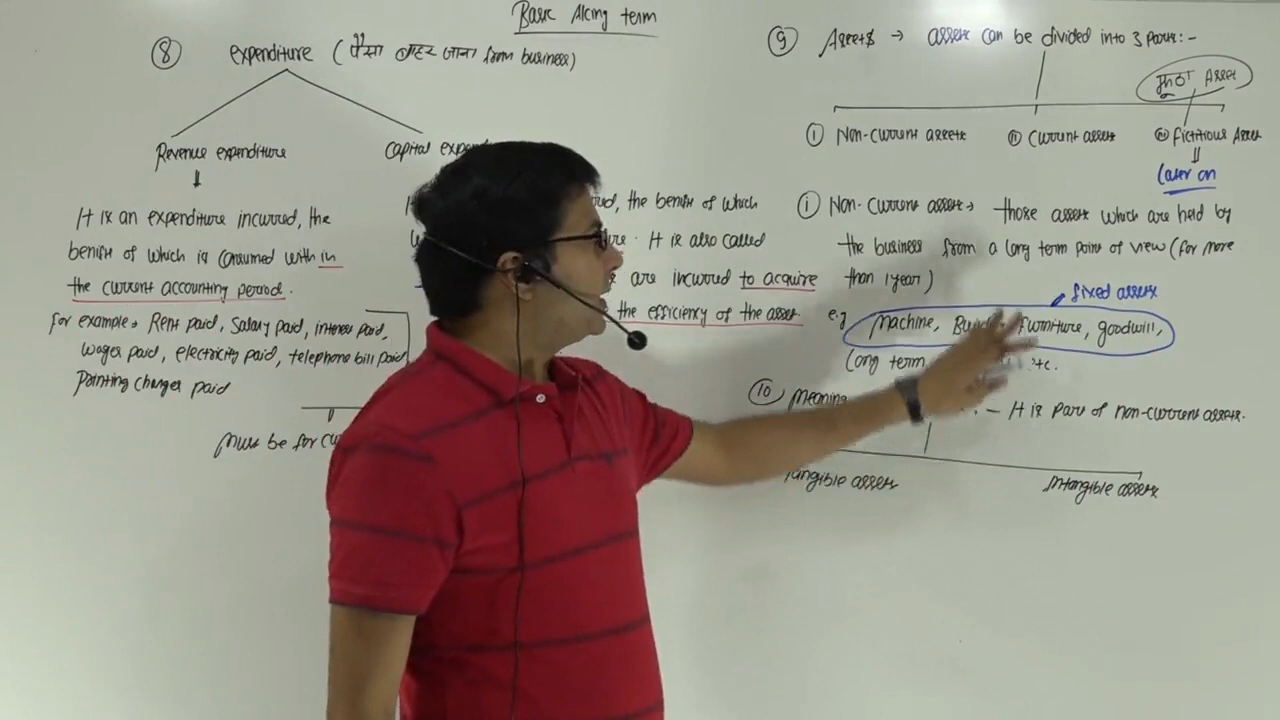 Basic A/cing term
⑧ expenditure (पैसा बाहर जाना from business)
Revenue expenditure
Capital
It is an expenditure incurred, the
benefit of which is consumed with in
the current accounting period.
for example → Rent paid, Salary paid, interest paid,
wages paid, electricity paid, telephone bill paid
Painting charges paid
must be for
the benefit of which
It is also called
are incurred to acquire
the efficiency of the asset.
⑨ Assets → assets can be divided into 3 parts:-
झूठा Asset
① Non-current assets
② Current assets
③ fictitious Asset
later on
① Non-Current assets → those assets which are held by
the business from a long term point of view (for more
than 1 year)
fixed assets
e.g. Machine, furniture, goodwill,
long term etc.
⑩ Meaning - It is part of non-current assets.
Tangible assets
Intangible assets